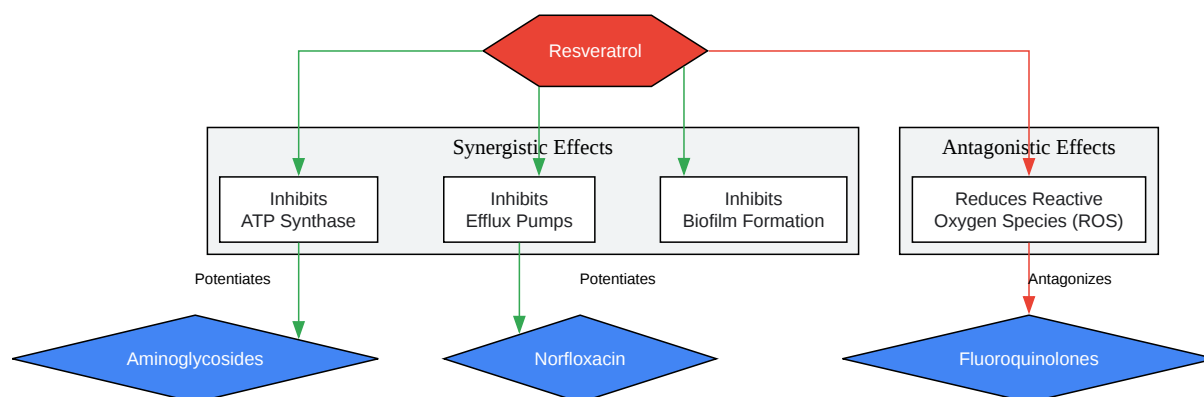 Resveratrol
Synergistic Effects
Antagonistic Effects
Inhibits
ATP Synthase
Inhibits
Efflux Pumps
Inhibits
Biofilm Formation
Reduces Reactive
Oxygen Species (ROS)
Potentiates
Potentiates
Antagonizes
Aminoglycosides
Norfloxacin
Fluoroquinolones